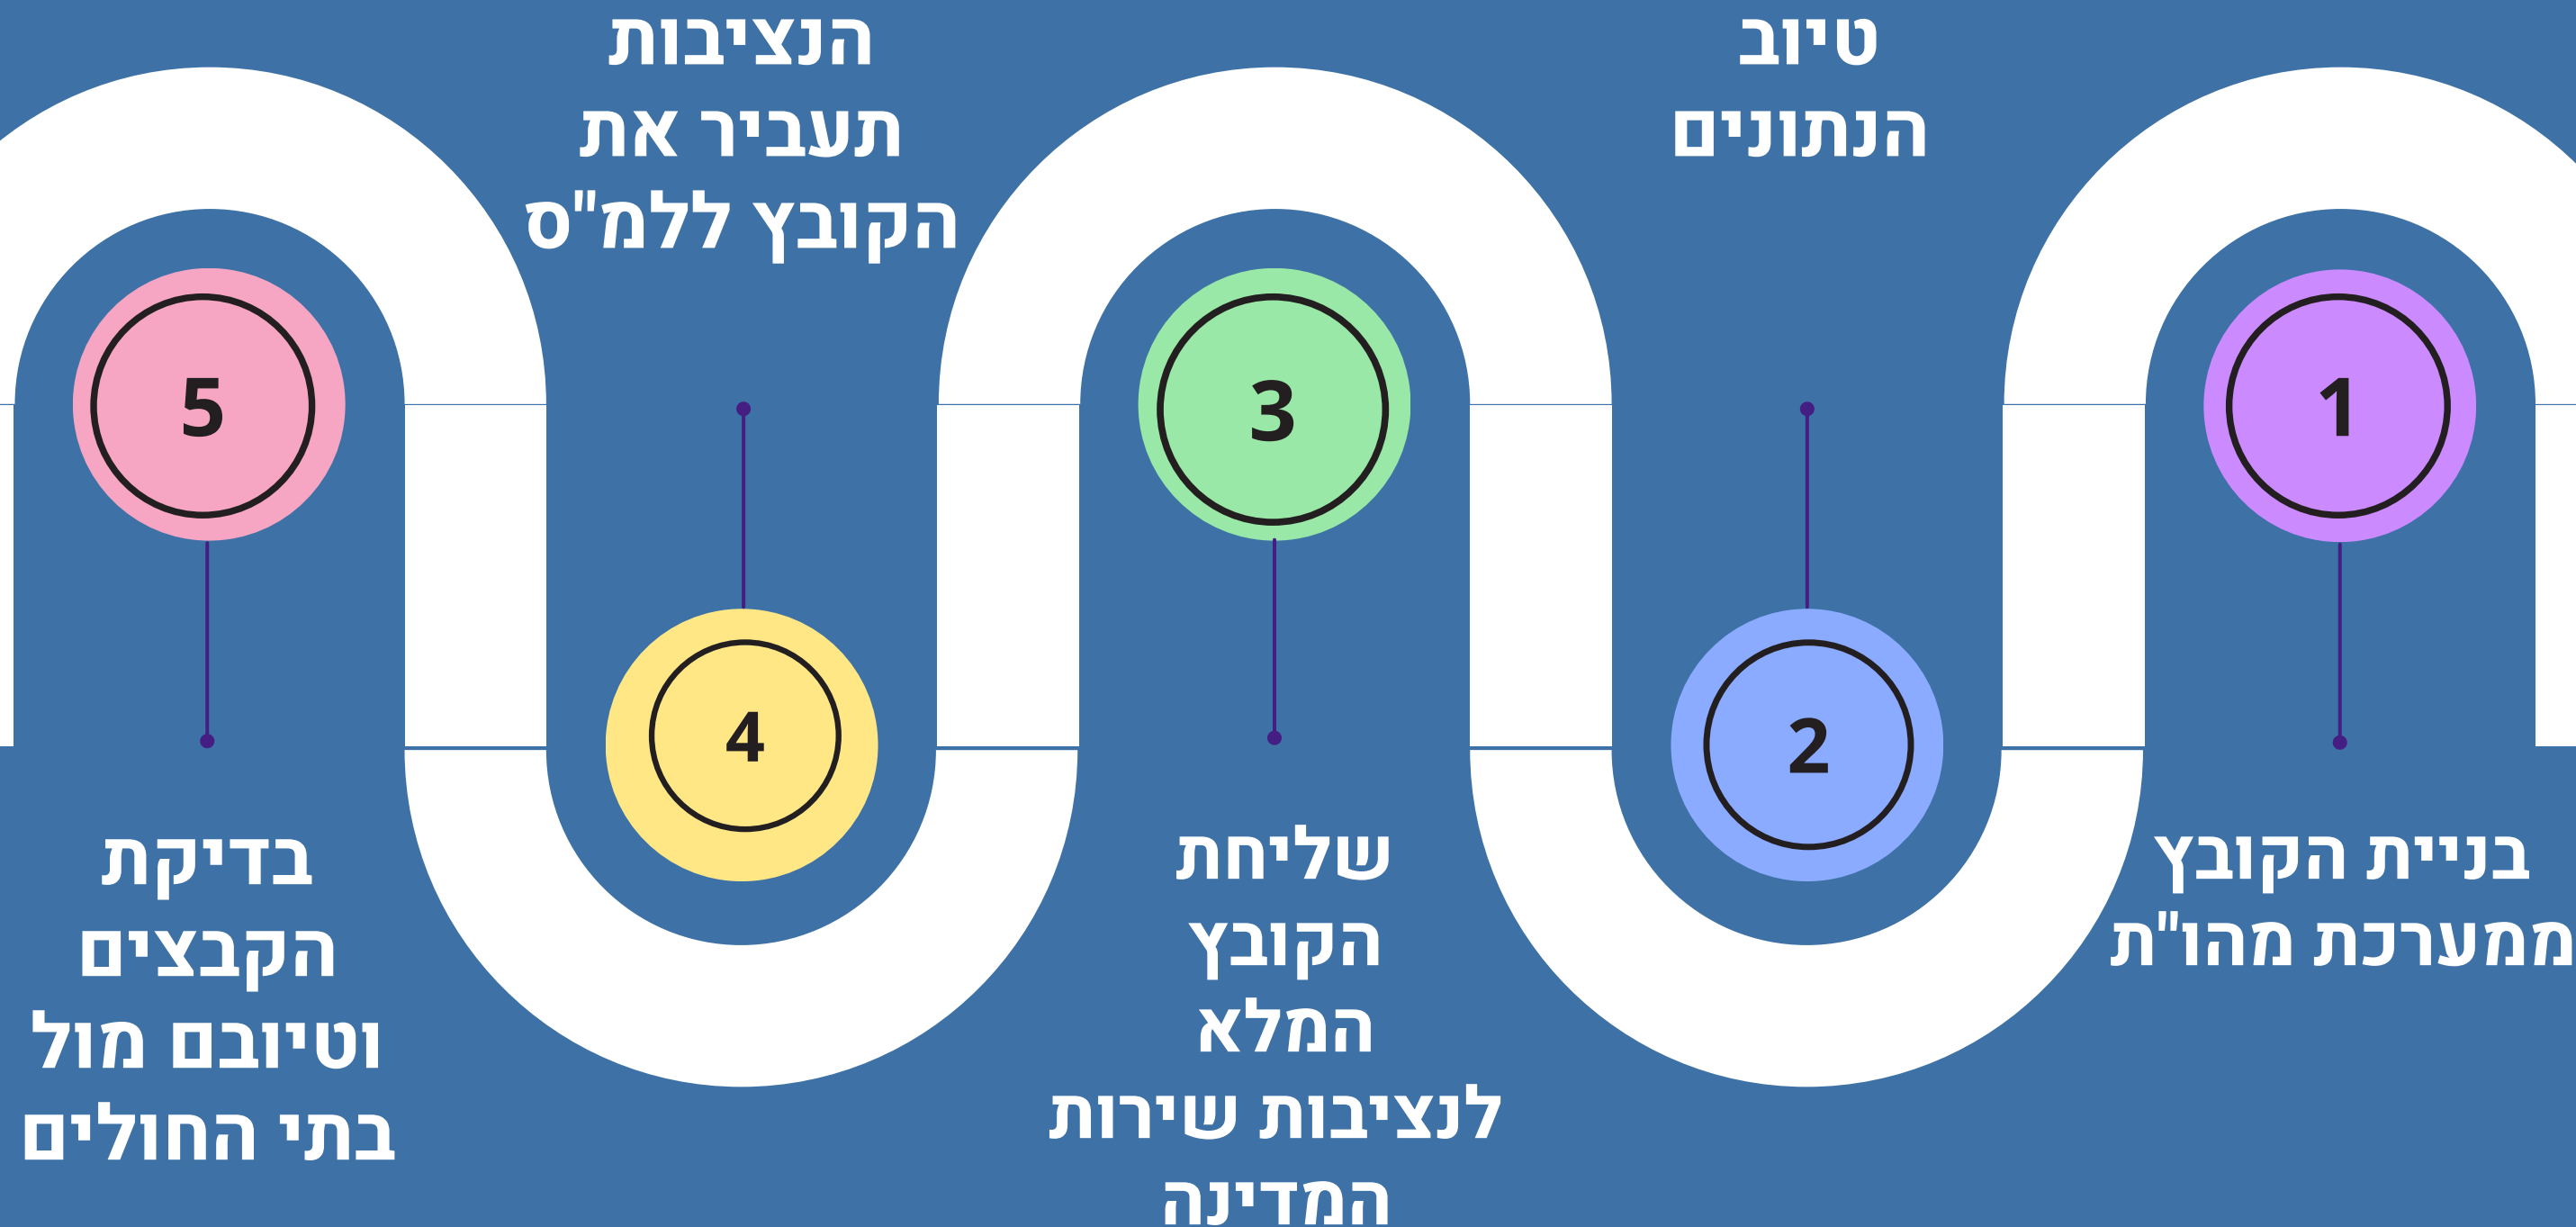 1
בניית הקובץ
ממערכת מהו"ת
2
טיוב
הנתונים
3
שליחת
הקובץ
המלא
לנציבות שירות
המדינה
4
הנציבות
תעביר את
הקובץ ללמ"ס
5
בדיקת
הקבצים
וטיובם מול
בתי החולים